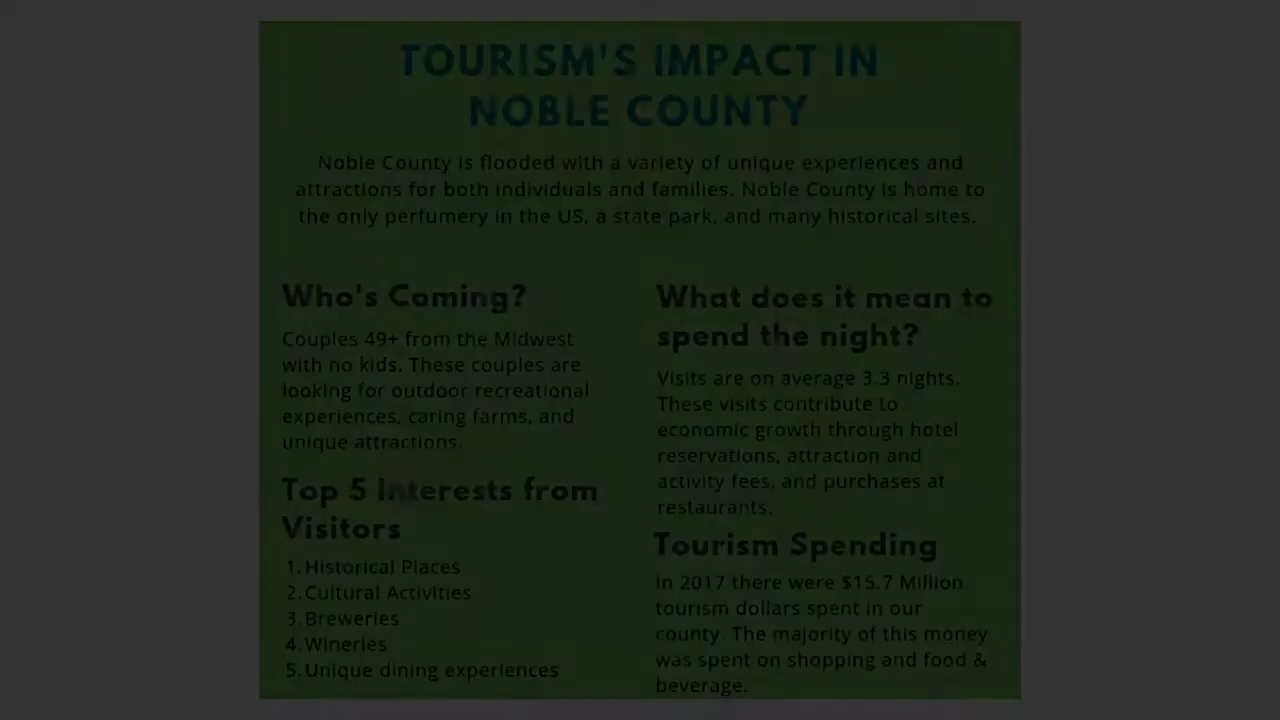 TOURISM'S IMPACT IN
NOBLE COUNTY
Noble County is flooded with a variety of unique experiences and
attractions for both individuals and families. Noble County is home to
the only perfumery in the US, a state park, and many historical sites.
Who's Coming?
Couples 49+ from the Midwest
with no kids. These couples are
looking for outdoor recreational
experiences, caring farms, and
unique attractions.
Top 5 Interests from
Visitors
1. Historical Places
2. Cultural Activities
3. Breweries
4. Wineries
5. Unique dining experiences
What does it mean to
spend the night?
Visits are on average 3.3 nights.
These visits contribute to
economic growth through hotel
reservations, attraction and
activity fees, and purchases at
restaurants.
Tourism Spending
In 2017 there were $15.7 Million
tourism dollars spent in our
county. The majority of this money
was spent on shopping and food &
beverage.